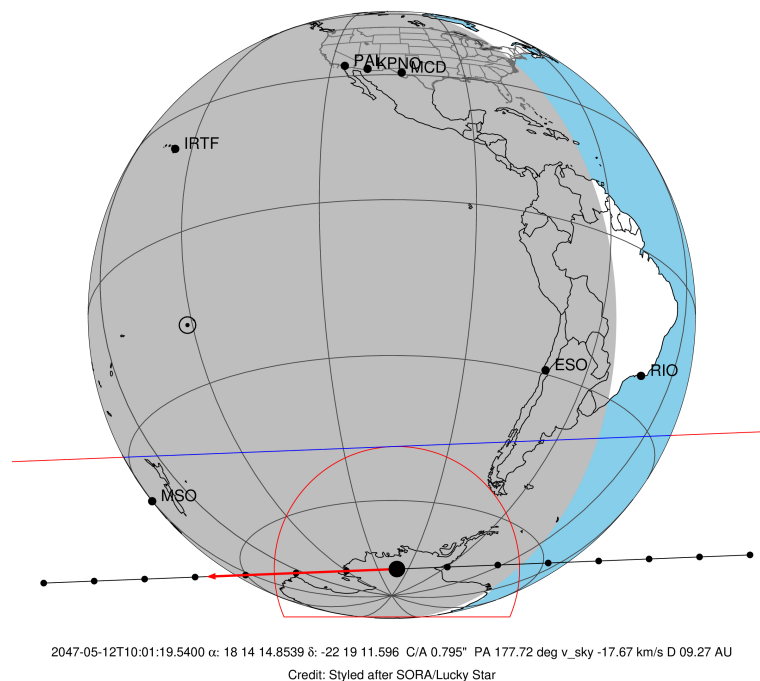 PAL KPNO MCD
IRTF
ESO
RIO
MSO
2047-05-12T10:01:19.5400 α: 18 14 14.8539 δ: -22 19 11.596 C/A 0.795" PA 177.72 deg v_sky -17.67 km/s D 09.27 AU
Credit: Styled after SORA/Lucky Star